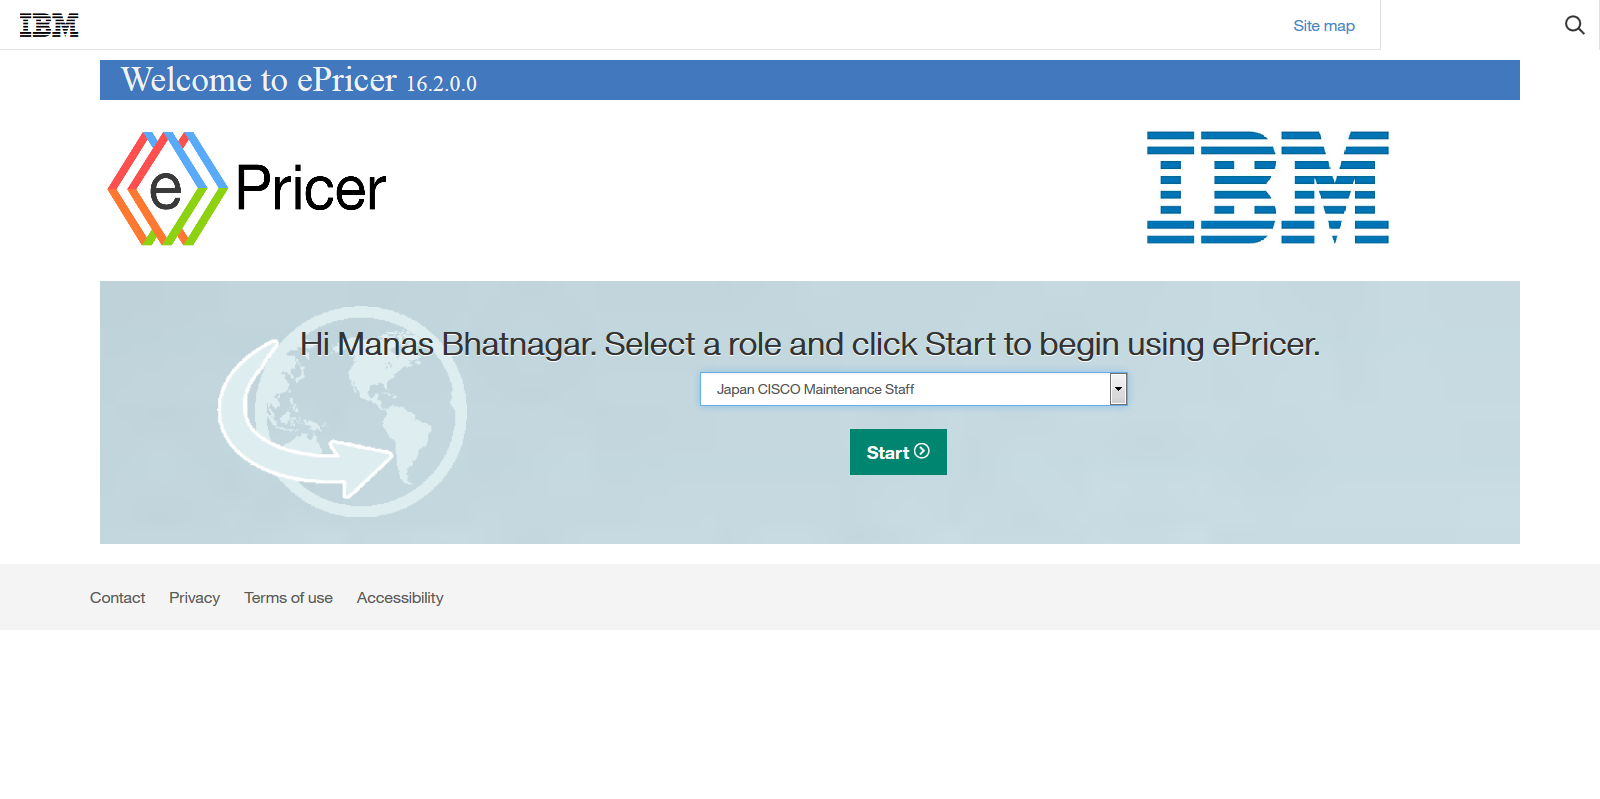 IBM
Site map
Welcome to ePricer 16.2.0.0
ePricer
IBM
Hi Manas Bhatnagar. Select a role and click Start to begin using ePricer.
Japan CISCO Maintenance Staff
Start
Contact Privacy Terms of use Accessibility